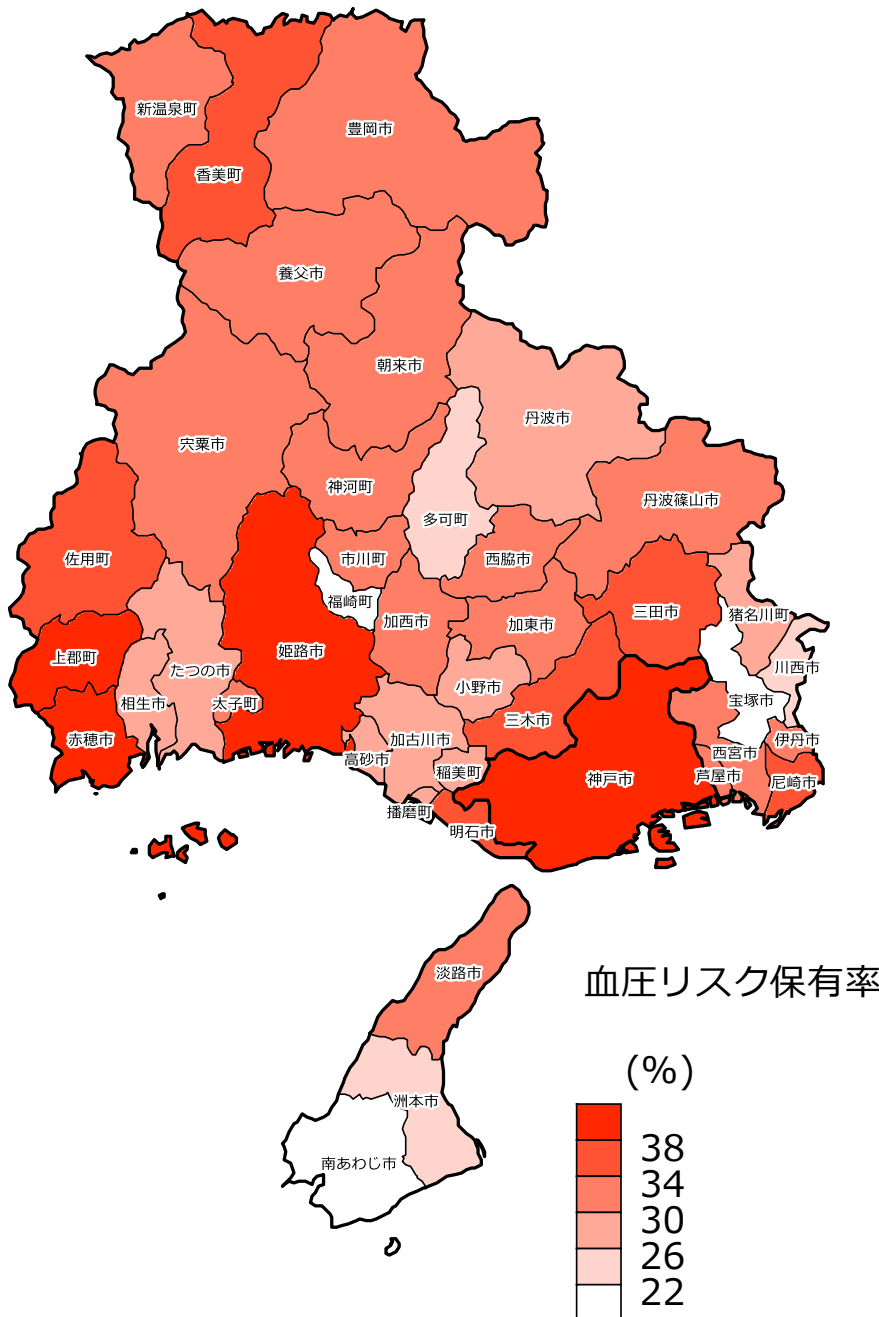 新温泉町
豊岡市
香美町
養父市
朝来市
丹波市
宍粟市
神河町
丹波篠山市
多可町
佐用町
市川町
西脇市
福崎町
加西市
加東市
三田市
猪名川町
上郡町
姫路市
たつの市
川西市
小野市
相生市
太子町
宝塚市
三木市
赤穂市
加古川市
伊丹市
西宮市
高砂市
稲美町
神戸市
芦屋市
尼崎市
播磨町
明石市
淡路市
血圧リスク保有率
(%)
洲本市
38
南あわじ市
34
30
26
22